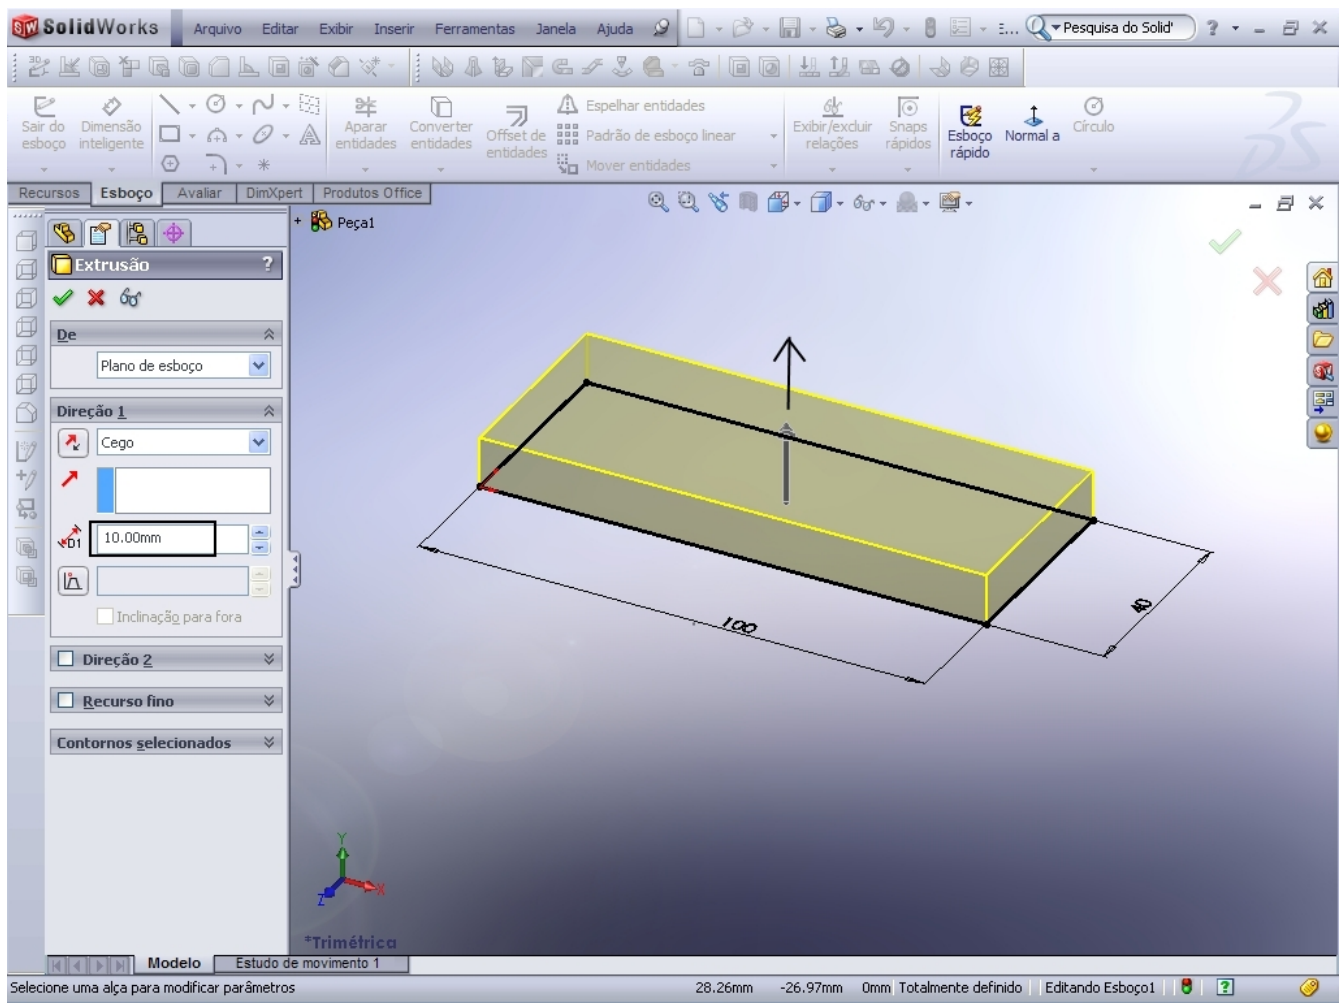 SolidWorks Arquivo Editar Exibir Inserir Ferramentas Janela Ajuda E... Pesquisa do Solid' ?
Sair do esboço
Dimensão inteligente
Aparar entidades
Converter entidades
Offset de entidades
Espelhar entidades
Padrão de esboço linear
Mover entidades
Exibir/excluir relações
Snaps rápidos
Esboço rápido
Normal a
Círculo
Recursos Esboço Avaliar DimXpert Produtos Office
+ Peça1
Extrusão ?
De
Plano de esboço
Direção 1
Cego
D1 10.00mm
Inclinação para fora
Direção 2
Recurso fino
Contornos selecionados
100
40
Y
X
Z
*Trimétrica
Modelo Estudo de movimento 1
Selecione uma alça para modificar parâmetros 28.26mm -26.97mm 0mm Totalmente definido Editando Esboço1 ?